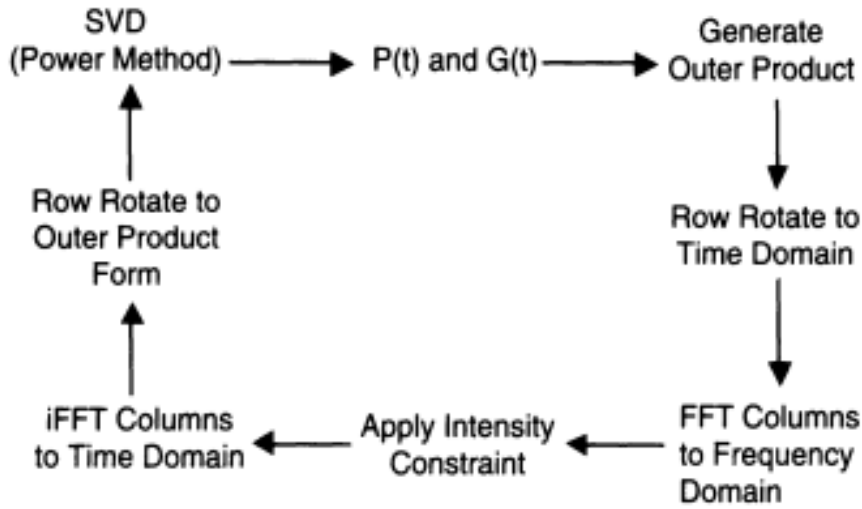 SVD
(Power Method)
P(t) and G(t)
Generate
Outer Product
Row Rotate to
Time Domain
FFT Columns
to Frequency
Domain
Apply Intensity
Constraint
iFFT Columns
to Time Domain
Row Rotate to
Outer Product
Form